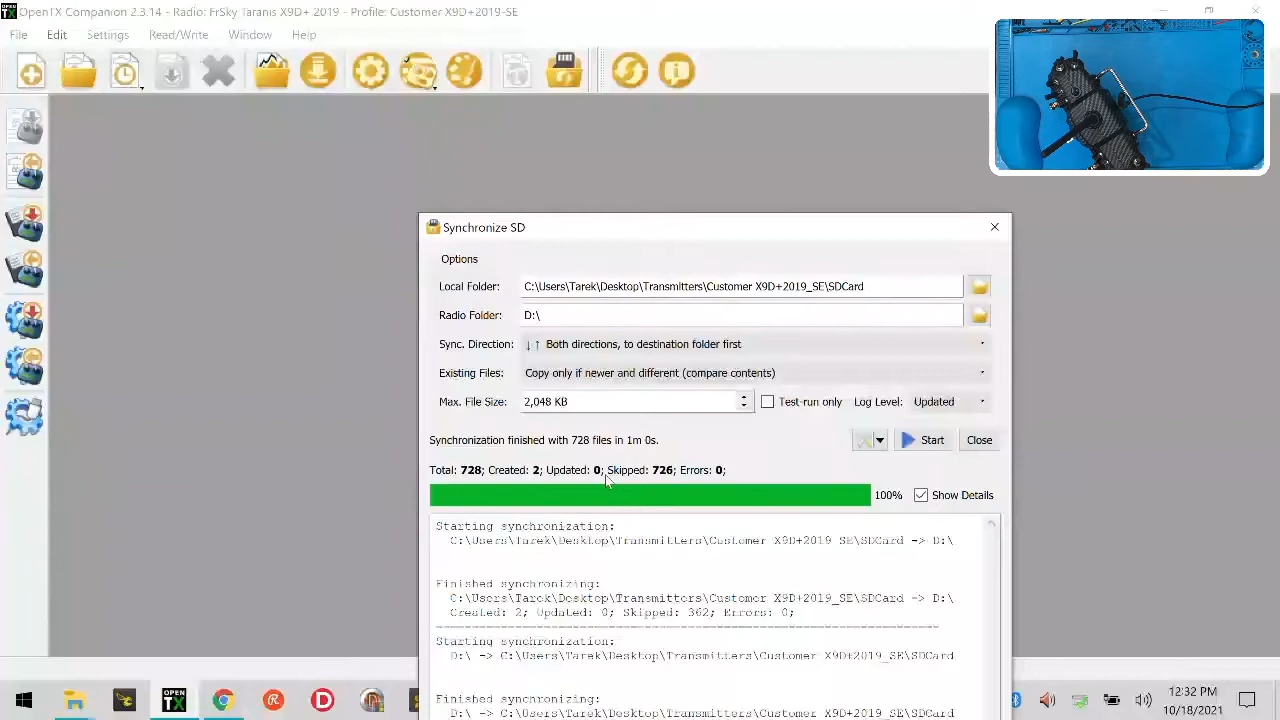 OPEN TX OpenTX Companion 2.3.14 - Radio: FrSky Taranis X9D+ 2019 - Profile: Customer X9D+2019-SE
File Edit Settings Read/Write Window Help
Synchronize SD
Options
Local Folder: C:\Users\Tarek\Desktop\Transmitters\Customer X9D+2019_SE\SDCard
Radio Folder: D:\
Sync. Direction: ↓↑ Both directions, to destination folder first
Existing Files: Copy only if newer and different (compare contents)
Max. File Size: 2,048 KB Test-run only Log Level: Updated
Synchronization finished with 728 files in 1m 0s. Start Close
Total: 728; Created: 2; Updated: 0; Skipped: 726; Errors: 0;
100% Show Details
Starting synchronization:
C:\Users\Tarek\Desktop\Transmitters\Customer X9D+2019_SE\SDCard -> D:\
Finished synchronizing:
C:\Users\Tarek\Desktop\Transmitters\Customer X9D+2019_SE\SDCard -> D:\
Created: 2; Updated: 0; Skipped: 362; Errors: 0;
Starting synchronization:
D:\ -> C:\Users\Tarek\Desktop\Transmitters\Customer X9D+2019_SE\SDCard
Finished synchronizing:
D:\ -> C:\Users\Tarek\Desktop\Transmitters\Customer X9D+2019_SE\SDCard
OPEN TX R D 12:32 PM
10/18/2021